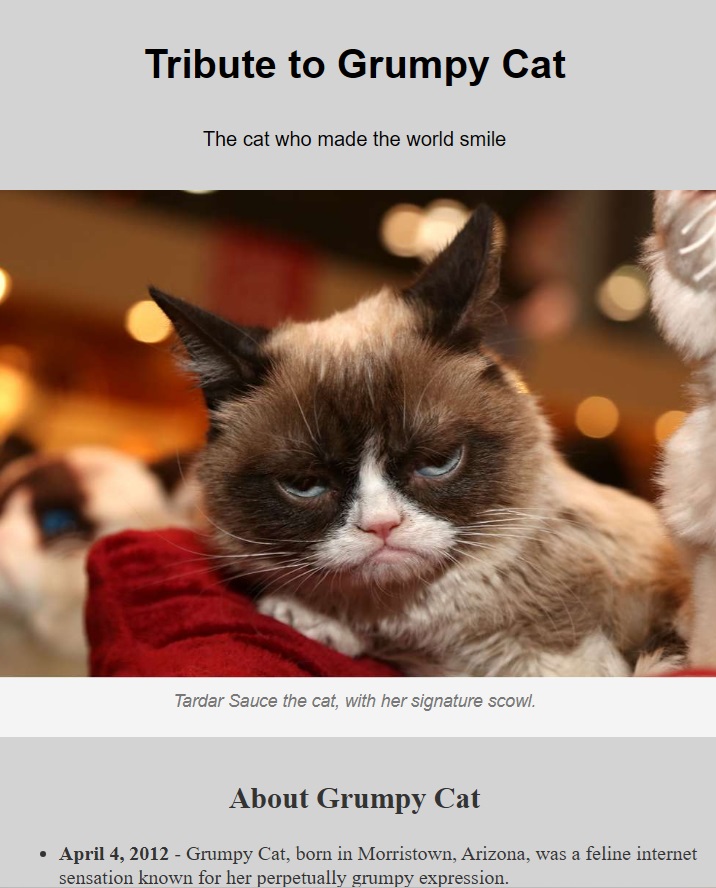 Tribute to Grumpy Cat
The cat who made the world smile
Tardar Sauce the cat, with her signature scowl.
About Grumpy Cat
• April 4, 2012 - Grumpy Cat, born in Morristown, Arizona, was a feline internet
sensation known for her perpetually grumpy expression.